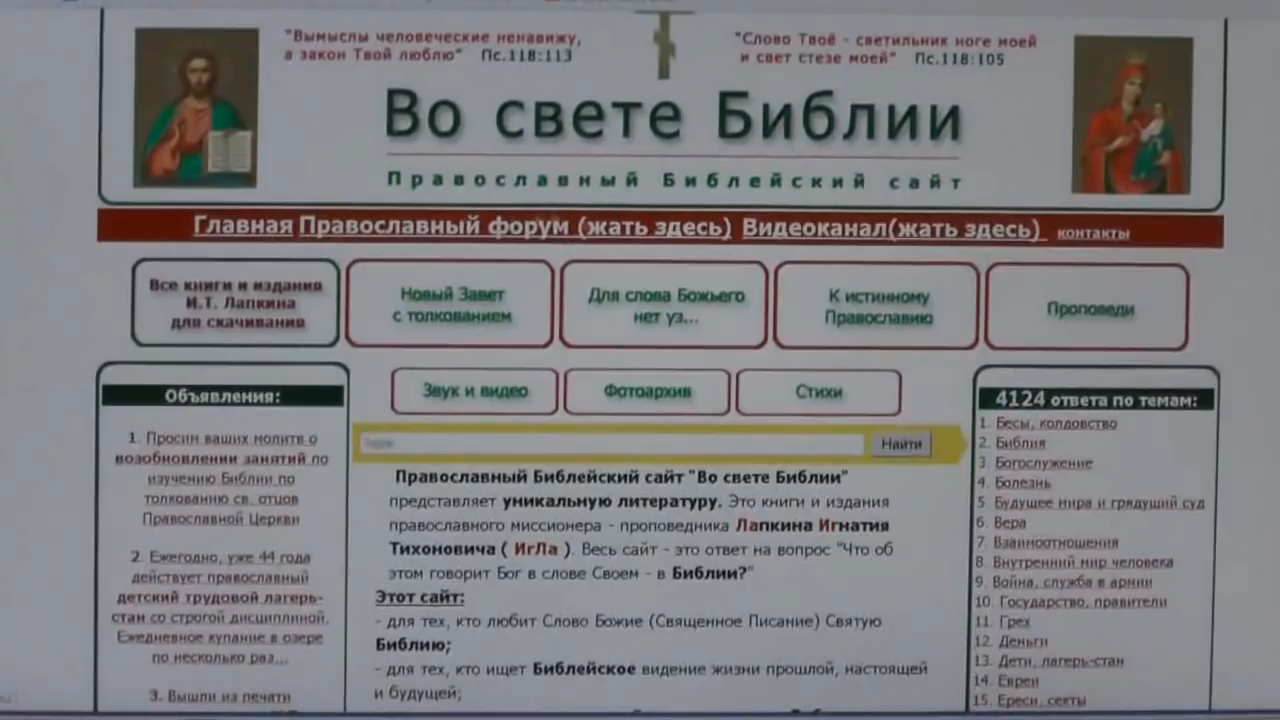 "Вымыслы человеческие ненавижу,
а закон Твой люблю" Пс.118:113
"Слово Твоё - светильник ноге моей
и свет стезе моей" Пс.118:105
Во свете Библии
Православный Библейский сайт
Главная Православный форум (жать здесь) Видеоканал(жать здесь) контакты
Все книги и издания
И.Т. Лапкина
для скачивания
Новый Завет
с толкованием
Для слова Божьего
нет уз...
К истинному
Православию
Проповеди
Звук и видео
Фотоархив
Стихи
Объявления:
1. Просим ваших молитв о
возобновлении занятий по
изучению Библии по
толкованию св. отцов
Православной Церкви
2. Ежегодно, уже 44 года
действует православный
детский трудовой лагерь-
стан со строгой дисциплиной.
Ежедневное купание в озере
по несколько раз...
3. Вышли из печати
Найти
Православный Библейский сайт "Во свете Библии"
представляет уникальную литературу. Это книги и издания
православного миссионера - проповедника Лапкина Игнатия
Тихоновича ( ИгЛа ). Весь сайт - это ответ на вопрос "Что об
этом говорит Бог в слове Своем - в Библии?"
Этот сайт:
- для тех, кто любит Слово Божие (Священное Писание) Святую
Библию;
- для тех, кто ищет Библейское видение жизни прошлой, настоящей
и будущей;
4124 ответа по темам:
1. Бесы, колдовство
2. Библия
3. Богослужение
4. Болезнь
5. Будущее мира и грядущий суд
6. Вера
7. Взаимоотношения
8. Внутренний мир человека
9. Война, служба в армии
10. Государство, правители
11. Грех
12. Деньги
13. Дети, лагерь-стан
14. Евреи
15. Ереси, секты